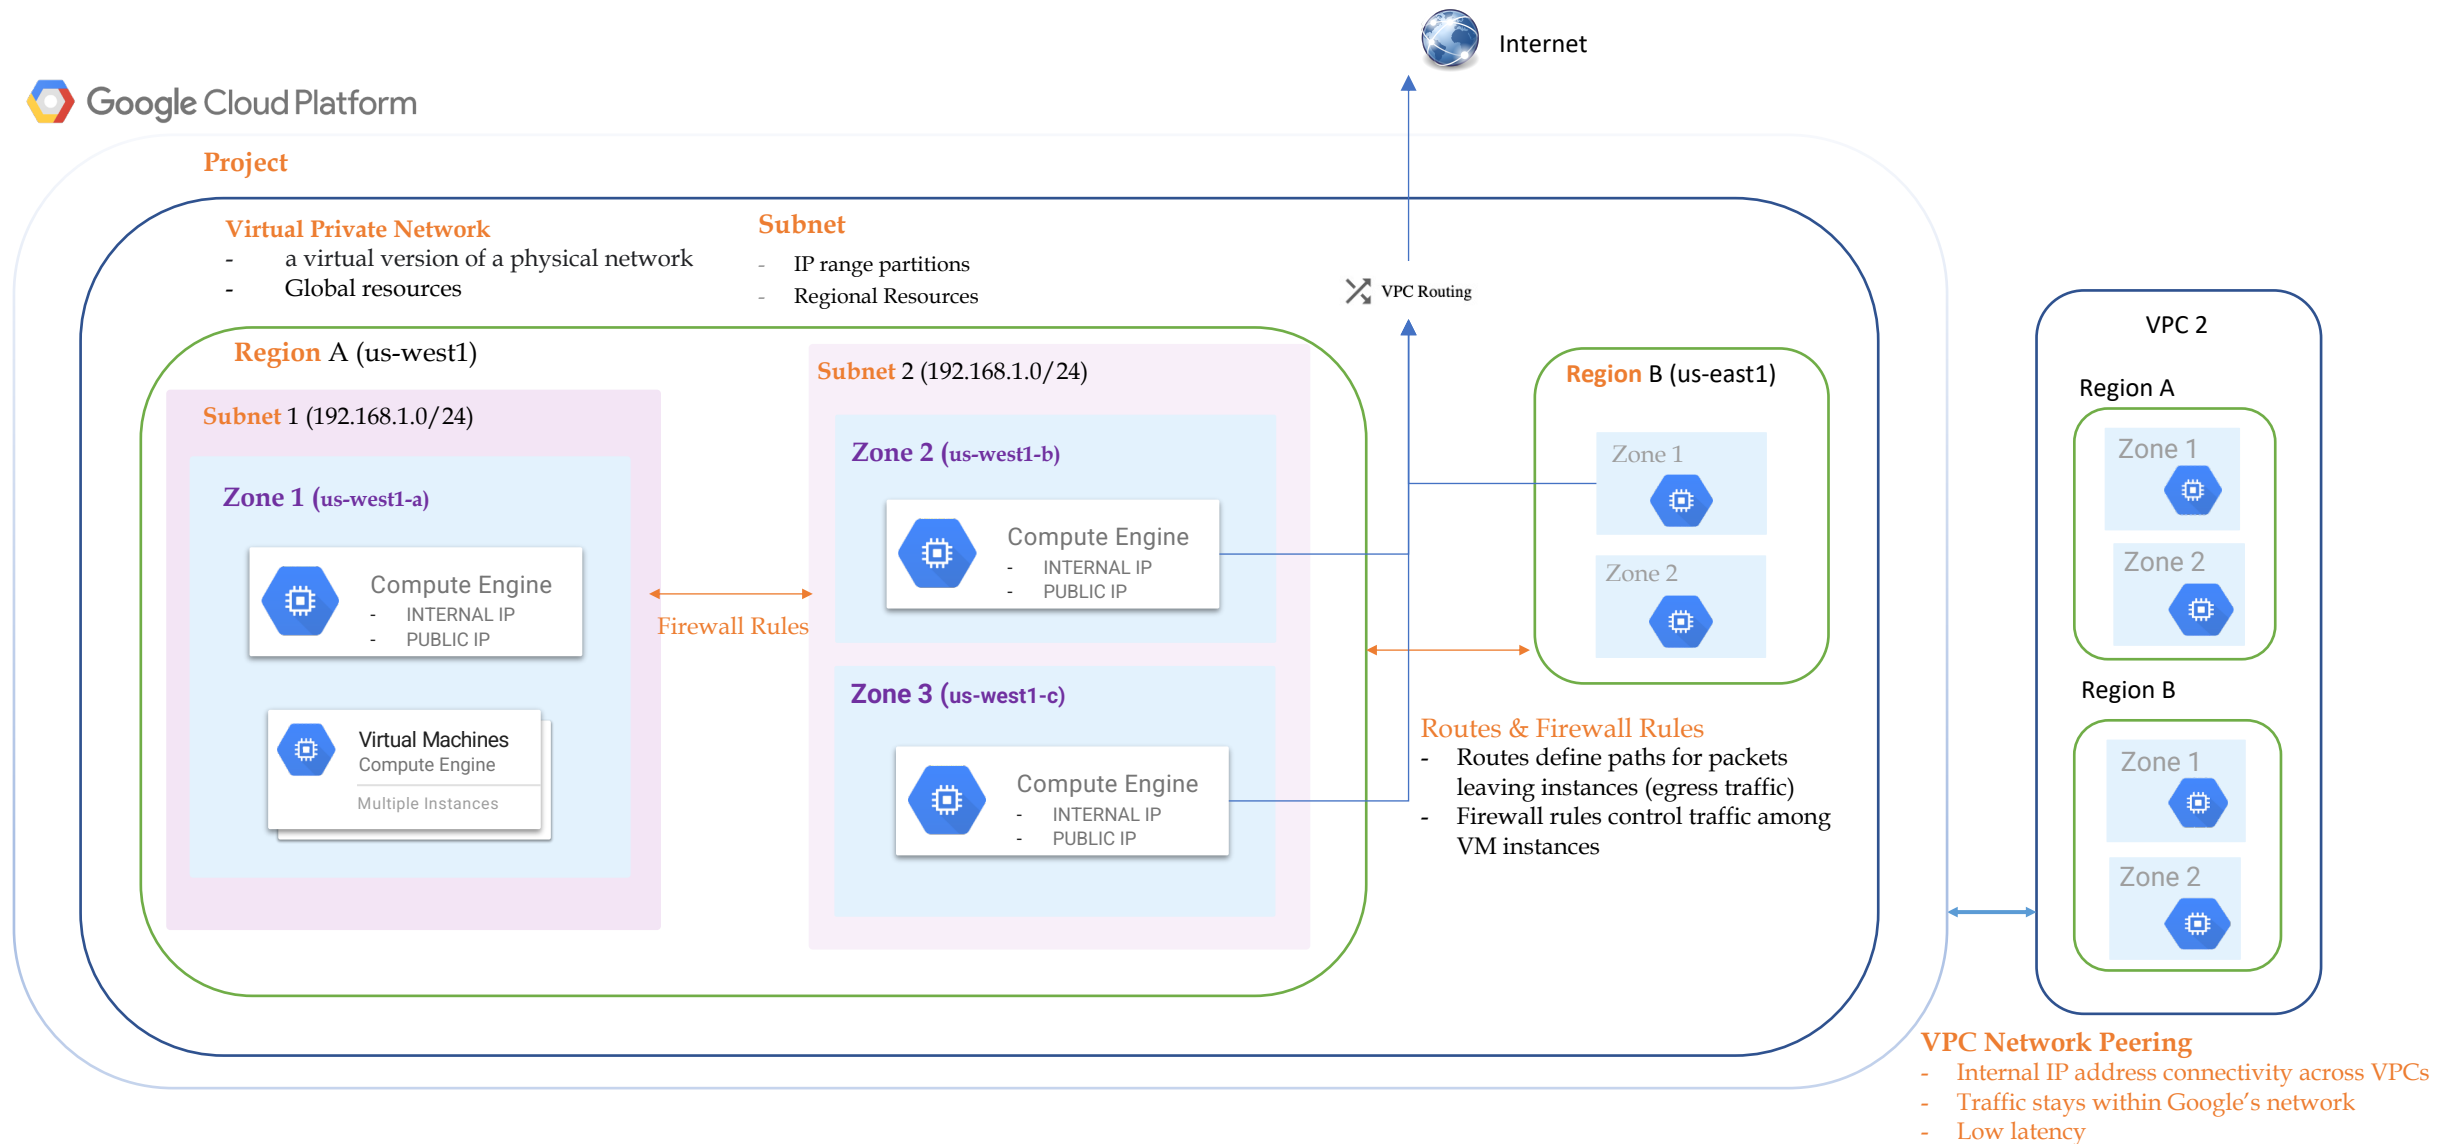 Internet
Google Cloud Platform
Project
Virtual Private Network
- a virtual version of a physical network
- Global resources
Subnet
- IP range partitions
- Regional Resources
VPC Routing
Region A (us-west1)
Subnet 1 (192.168.1.0/24)
Zone 1 (us-west1-a)
Compute Engine
- INTERNAL IP
- PUBLIC IP
Virtual Machines
Compute Engine
Multiple Instances
Firewall Rules
Subnet 2 (192.168.1.0/24)
Zone 2 (us-west1-b)
Compute Engine
- INTERNAL IP
- PUBLIC IP
Zone 3 (us-west1-c)
Compute Engine
- INTERNAL IP
- PUBLIC IP
Region B (us-east1)
Zone 1
Zone 2
Routes & Firewall Rules
- Routes define paths for packets
leaving instances (egress traffic)
- Firewall rules control traffic among
VM instances
VPC 2
Region A
Zone 1
Zone 2
Region B
Zone 1
Zone 2
VPC Network Peering
- Internal IP address connectivity across VPCs
- Traffic stays within Google's network
- Low latency